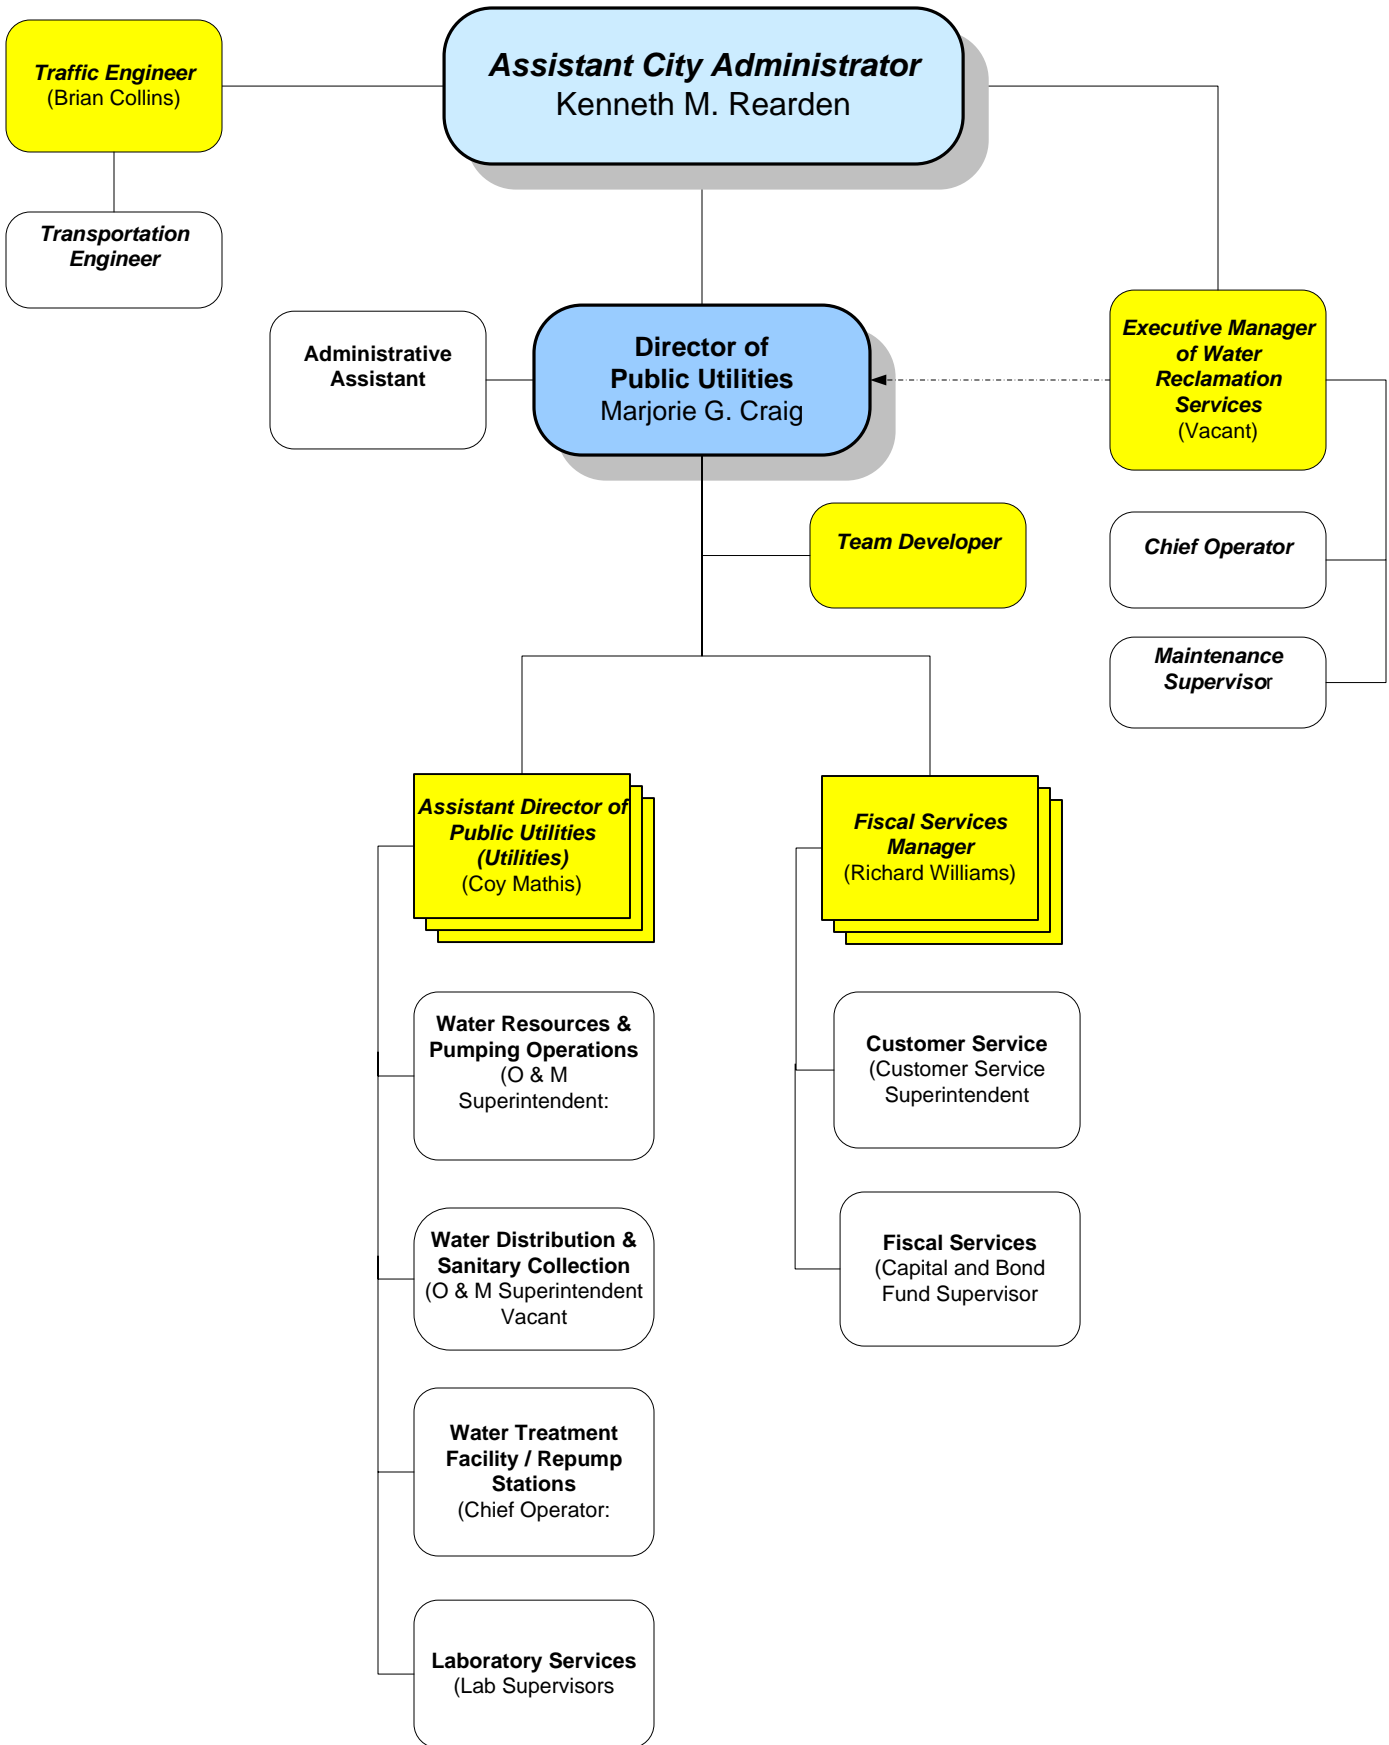 Traffic Engineer
(Brian Collins)
Assistant City Administrator
Kenneth M. Rearden
Transportation
Engineer
Administrative
Assistant
Director of
Public Utilities
Marjorie G. Craig
Executive Manager
of Water
Reclamation
Services
(Vacant)
Team Developer
Chief Operator
Maintenance
Supervisor
Assistant Director of
Public Utilities
(Utilities)
(Coy Mathis)
Fiscal Services
Manager
(Richard Williams)
Water Resources &
Pumping Operations
(O & M
Superintendent:
Customer Service
(Customer Service
Superintendent
Water Distribution &
Sanitary Collection
(O & M Superintendent
Vacant
Fiscal Services
(Capital and Bond
Fund Supervisor
Water Treatment
Facility / Repump
Stations
(Chief Operator:
Laboratory Services
(Lab Supervisors